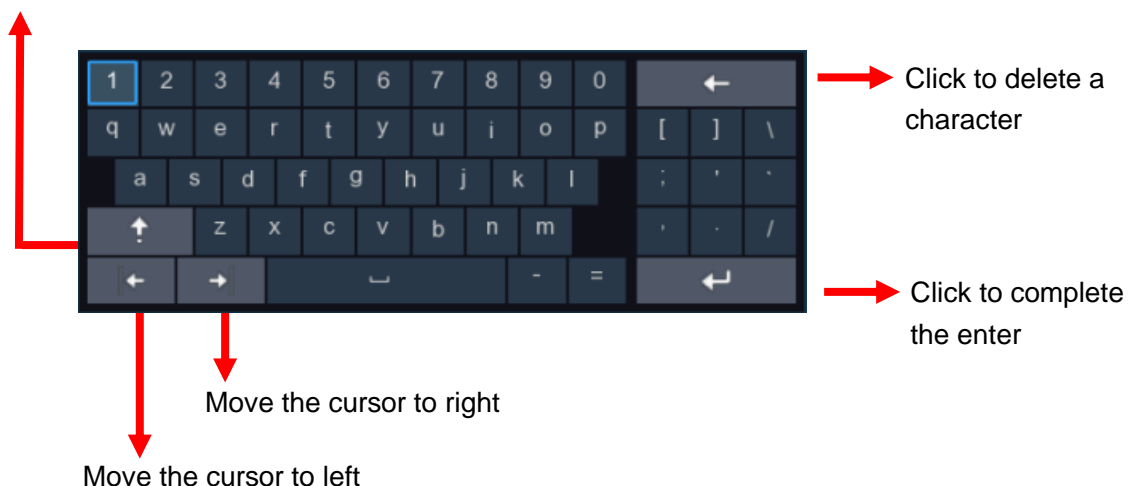 1 2 3 4 5 6 7 8 9 0
q w e r t y u i o p [ ] \
a s d f g h j k l ; ' `
z x c v b n m , . /
- =
Click to delete a
character
Click to complete
the enter
Move the cursor to right
Move the cursor to left